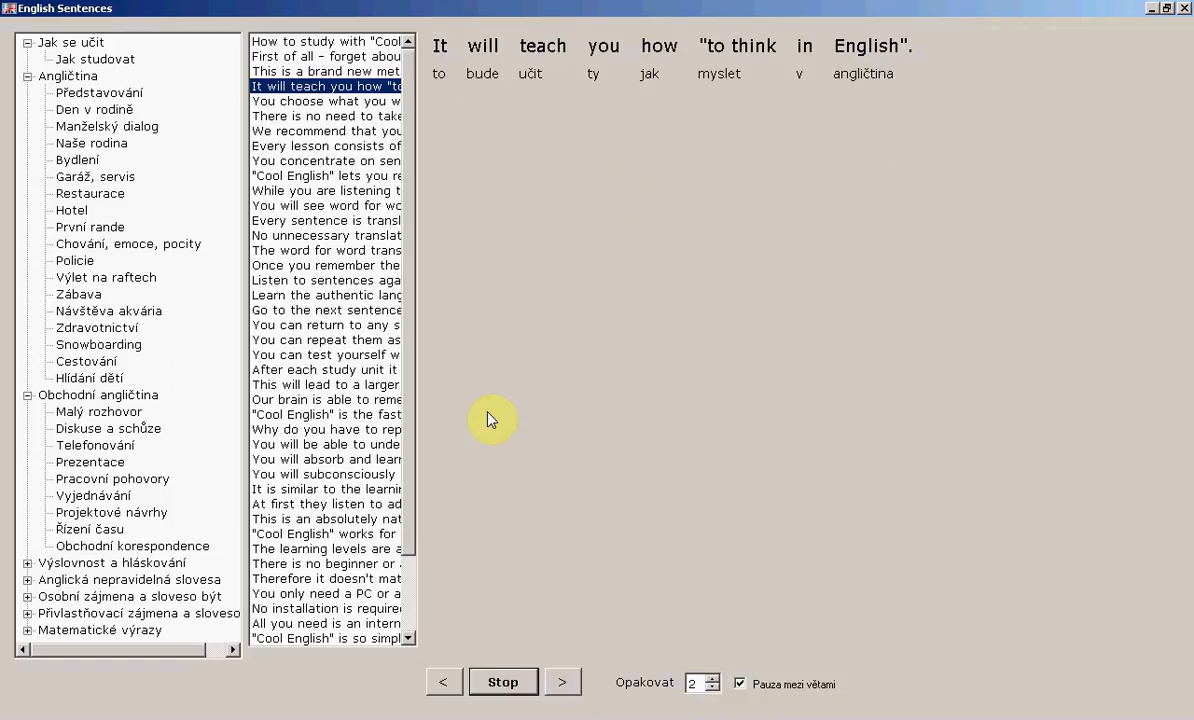 English Sentences
Jak se učit
Jak studovat
Angličtina
Představování
Den v rodině
Manželský dialog
Naše rodina
Bydlení
Garáž, servis
Restaurace
Hotel
První rande
Chování, emoce, pocity
Policie
Výlet na raftech
Zábava
Návštěva akvária
Zdravotnictví
Snowboarding
Cestování
Hlídání dětí
Obchodní angličtina
Malý rozhovor
Diskuse a schůze
Telefonování
Prezentace
Pracovní pohovory
Vyjednávání
Projektové návrhy
Řízení času
Obchodní korespondence
Výslovnost a hláskování
Anglická nepravidelná slovesa
Osobní zájmena a sloveso být
Přivlastňovací zájmena a sloveso
Matematické výrazy
How to study with "Cool
First of all - forget abou
This is a brand new met
It will teach you how "to
You choose what you w
There is no need to take
We recommend that you
Every lesson consists of
You concentrate on sen
"Cool English" lets you re
While you are listening t
You will see word for wo
Every sentence is transl
No unnecessary translat
The word for word trans
Once you remember the
Listen to sentences aga
Learn the authentic lang
Go to the next sentence
You can return to any s
You can repeat them as
You can test yourself w
After each study unit it
This will lead to a larger
Our brain is able to reme
"Cool English" is the fast
Why do you have to rep
You will be able to unde
You will absorb and learn
You will subconsciously
It is similar to the learnin
At first they listen to ad
This is an absolutely nat
"Cool English" works for
The learning levels are a
There is no beginner or
Therefore it doesn't mat
You only need a PC or a
No installation is require
All you need is an intern
"Cool English" is so simpl
It will teach you how "to think in English".
to bude učit ty jak myslet v angličtina
< Stop > Opakovat 2 Pauza mezi větami